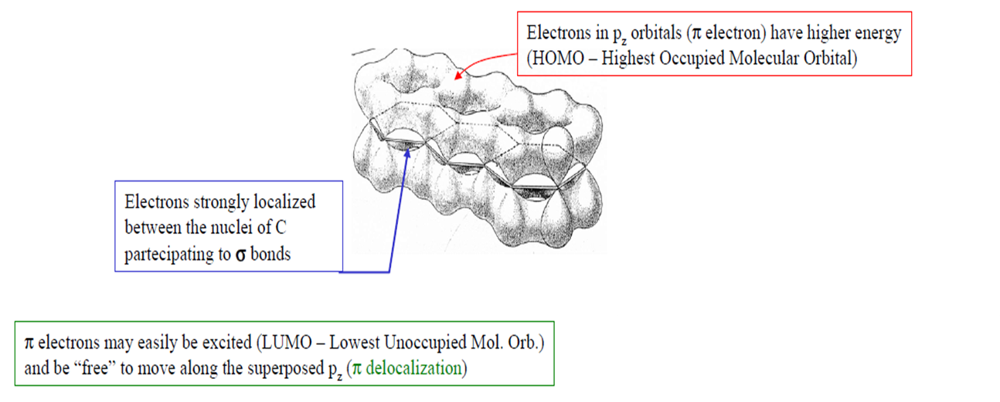 Electrons in pz orbitals (π electron) have higher energy
(HOMO – Highest Occupied Molecular Orbital)
Electrons strongly localized
between the nuclei of C
partecipating to σ bonds
π electrons may easily be excited (LUMO – Lowest Unoccupied Mol. Orb.)
and be “free” to move along the superposed pz (π delocalization)